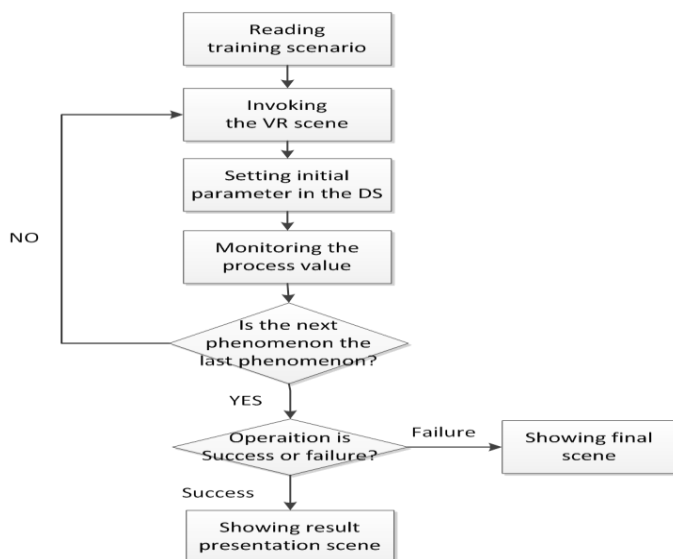 Reading
training scenario
Invoking
the VR scene
Setting initial
parameter in the DS
NO
Monitoring the
process value
Is the next
phenomenon the
last phenomenon?
YES
Operaition is
Success or failure?
Failure
Showing final
scene
Success
Showing result
presentation scene